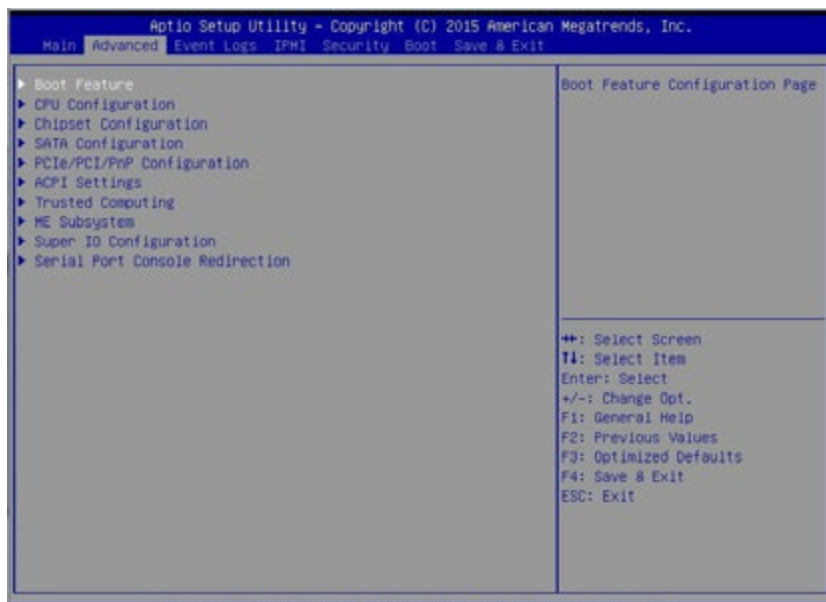 Aptio Setup Utility – Copyright (C) 2015 American Megatrends, Inc.
Main Advanced Event Logs IPMI Security Boot Save & Exit
Boot Feature
CPU Configuration
Chipset Configuration
SATA Configuration
PCIe/PCI/PnP Configuration
ACPI Settings
Trusted Computing
ME Subsystem
Super IO Configuration
Serial Port Console Redirection
Boot Feature Configuration Page
→←: Select Screen
↑↓: Select Item
Enter: Select
+/-: Change Opt.
F1: General Help
F2: Previous Values
F3: Optimized Defaults
F4: Save & Exit
ESC: Exit